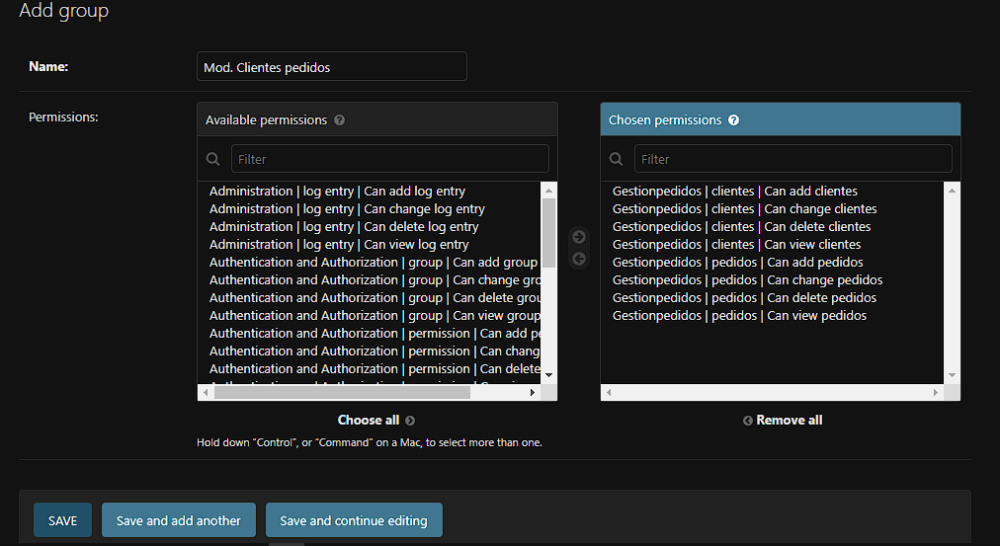 Add group
Name:
Mod. Clientes pedidos
Permissions:
Available permissions ?
Filter
Administration | log entry | Can add log entry
Administration | log entry | Can change log entry
Administration | log entry | Can delete log entry
Administration | log entry | Can view log entry
Authentication and Authorization | group | Can add group
Authentication and Authorization | group | Can change gro
Authentication and Authorization | group | Can delete grou
Authentication and Authorization | group | Can view group
Authentication and Authorization | permission | Can add pe
Authentication and Authorization | permission | Can chang
Authentication and Authorization | permission | Can delete
Choose all
Hold down “Control”, or “Command” on a Mac, to select more than one.
Chosen permissions ?
Filter
Gestionpedidos | clientes | Can add clientes
Gestionpedidos | clientes | Can change clientes
Gestionpedidos | clientes | Can delete clientes
Gestionpedidos | clientes | Can view clientes
Gestionpedidos | pedidos | Can add pedidos
Gestionpedidos | pedidos | Can change pedidos
Gestionpedidos | pedidos | Can delete pedidos
Gestionpedidos | pedidos | Can view pedidos
Remove all
SAVE
Save and add another
Save and continue editing